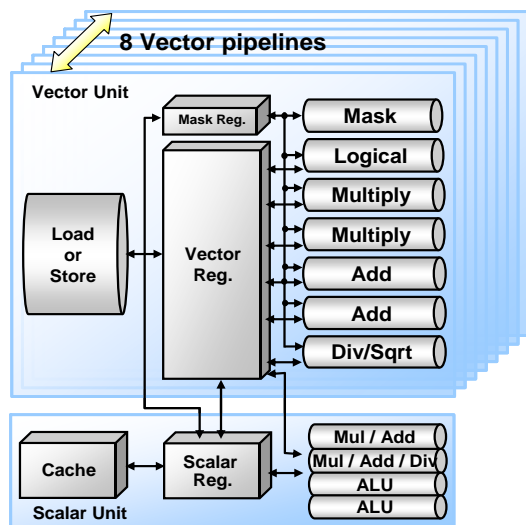 8 Vector pipelines
Vector Unit
Mask Reg.
Mask
Logical
Multiply
Multiply
Add
Add
Div/Sqrt
Load
or
Store
Vector
Reg.
Mul / Add
Mul / Add / Div
ALU
ALU
Cache
Scalar
Reg.
Scalar Unit